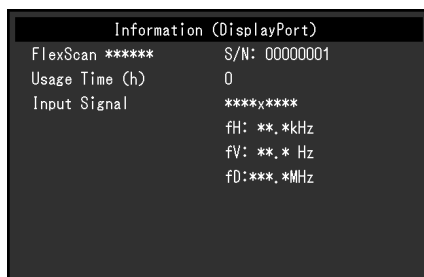 Information (DisplayPort)
FlexScan ****** S/N: 00000001
Usage Time (h) 0
Input Signal ****x****
fH: **.*kHz
fV: **.* Hz
fD:***.*MHz